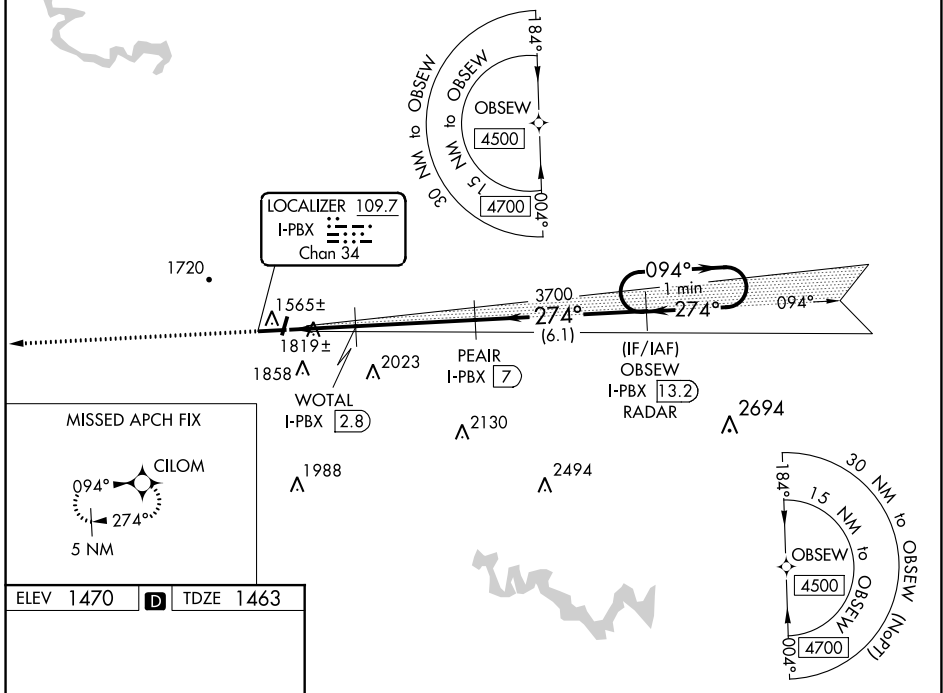 184°
OBSEW
4500
30 NM to OBSEW
15 NM to OBSEW
4700
004°
LOCALIZER 109.7
I-PBX
Chan 34
1720
1565±
1819±
1858
2023
094°
1 min
3700
274°
274°
094°
(6.1)
PEAIR
I-PBX 7
(IF/IAF)
OBSEW
I-PBX 13.2
RADAR
WOTAL
I-PBX 2.8
2130
2694
1988
2494
MISSED APCH FIX
CILOM
094°
274°
5 NM
184°
30 NM to OBSEW (NoPT)
15 NM to OBSEW
OBSEW
4500
4700
004°
ELEV 1470 D TDZE 1463